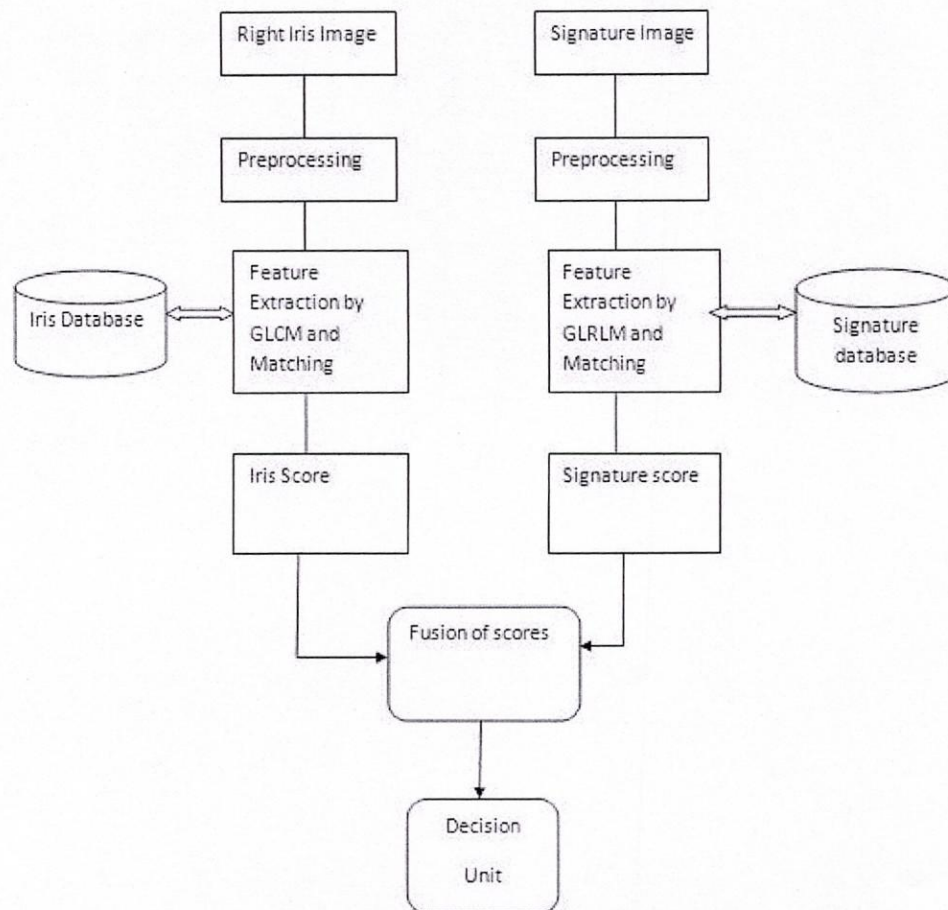 Right Iris Image
Signature Image
Preprocessing
Preprocessing
Iris Database
Feature
Extraction by
GLCM and
Matching
Feature
Extraction by
GLRLM and
Matching
Signature
database
Iris Score
Signature score
Fusion of scores
Decision
Unit